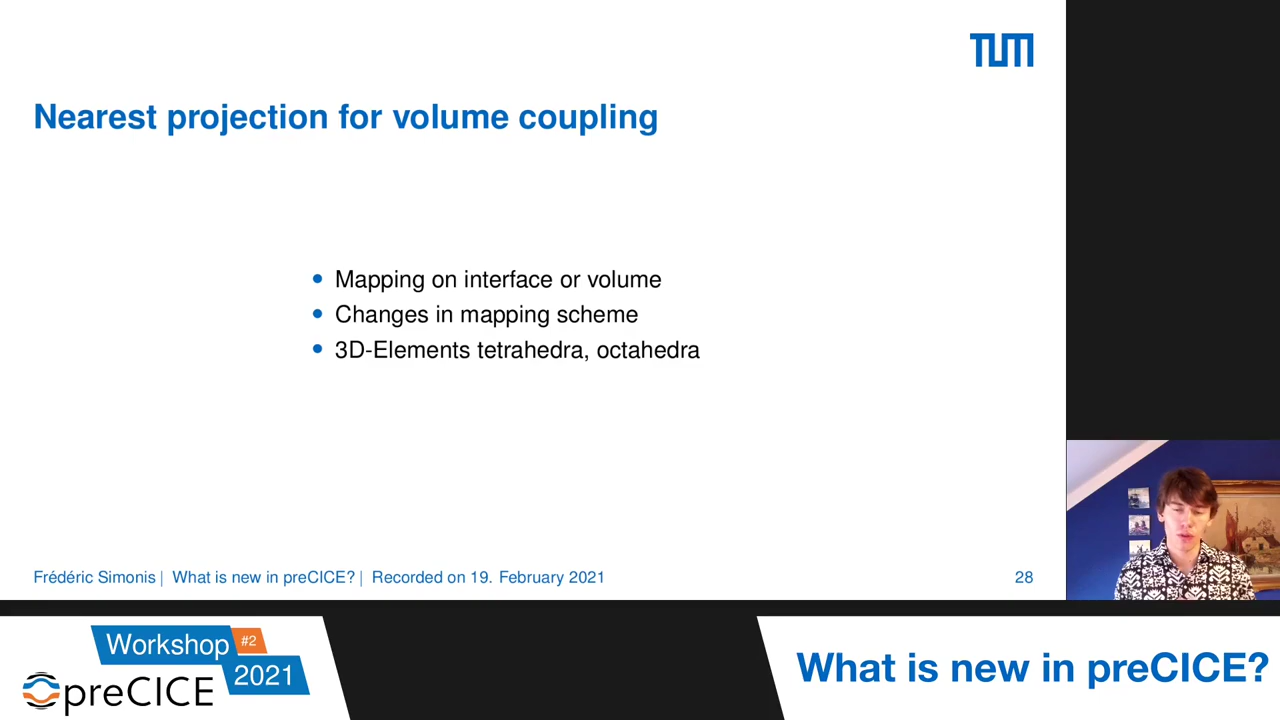 TUM
Nearest projection for volume coupling
• Mapping on interface or volume
• Changes in mapping scheme
• 3D-Elements tetrahedra, octahedra
Frédéric Simonis | What is new in preCICE? | Recorded on 19. February 2021
28
Workshop #2
2021
preCICE
What is new in preCICE?